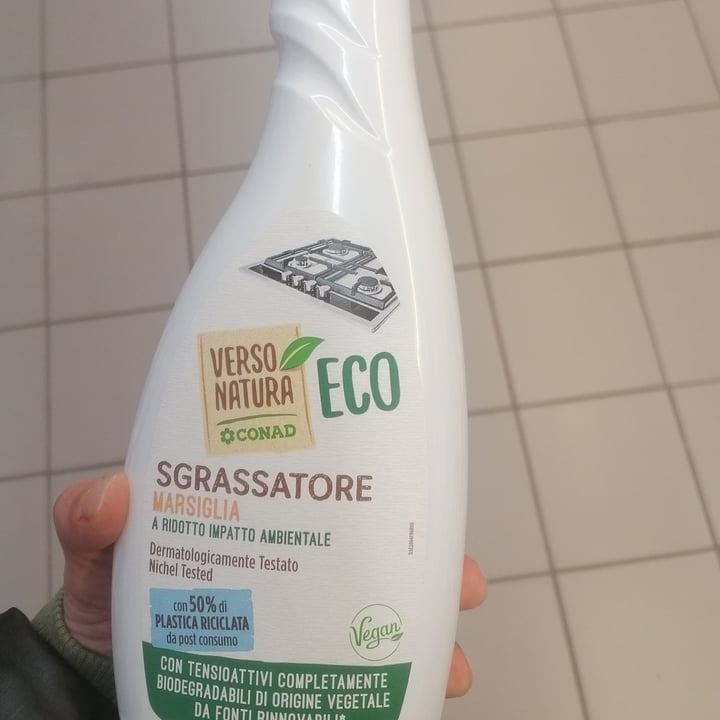 VERSO
NATURA
CONAD
ECO
SGRASSATORE
MARSIGLIA
A RIDOTTO IMPATTO AMBIENTALE
Dermatologicamente Testato
Nichel Tested
con 50% di
PLASTICA RICICLATA
da post consumo
Vegan
CON TENSIOATTIVI COMPLETAMENTE
BIODEGRADABILI DI ORIGINE VEGETALE
DA FONTI RINNOVABILI*